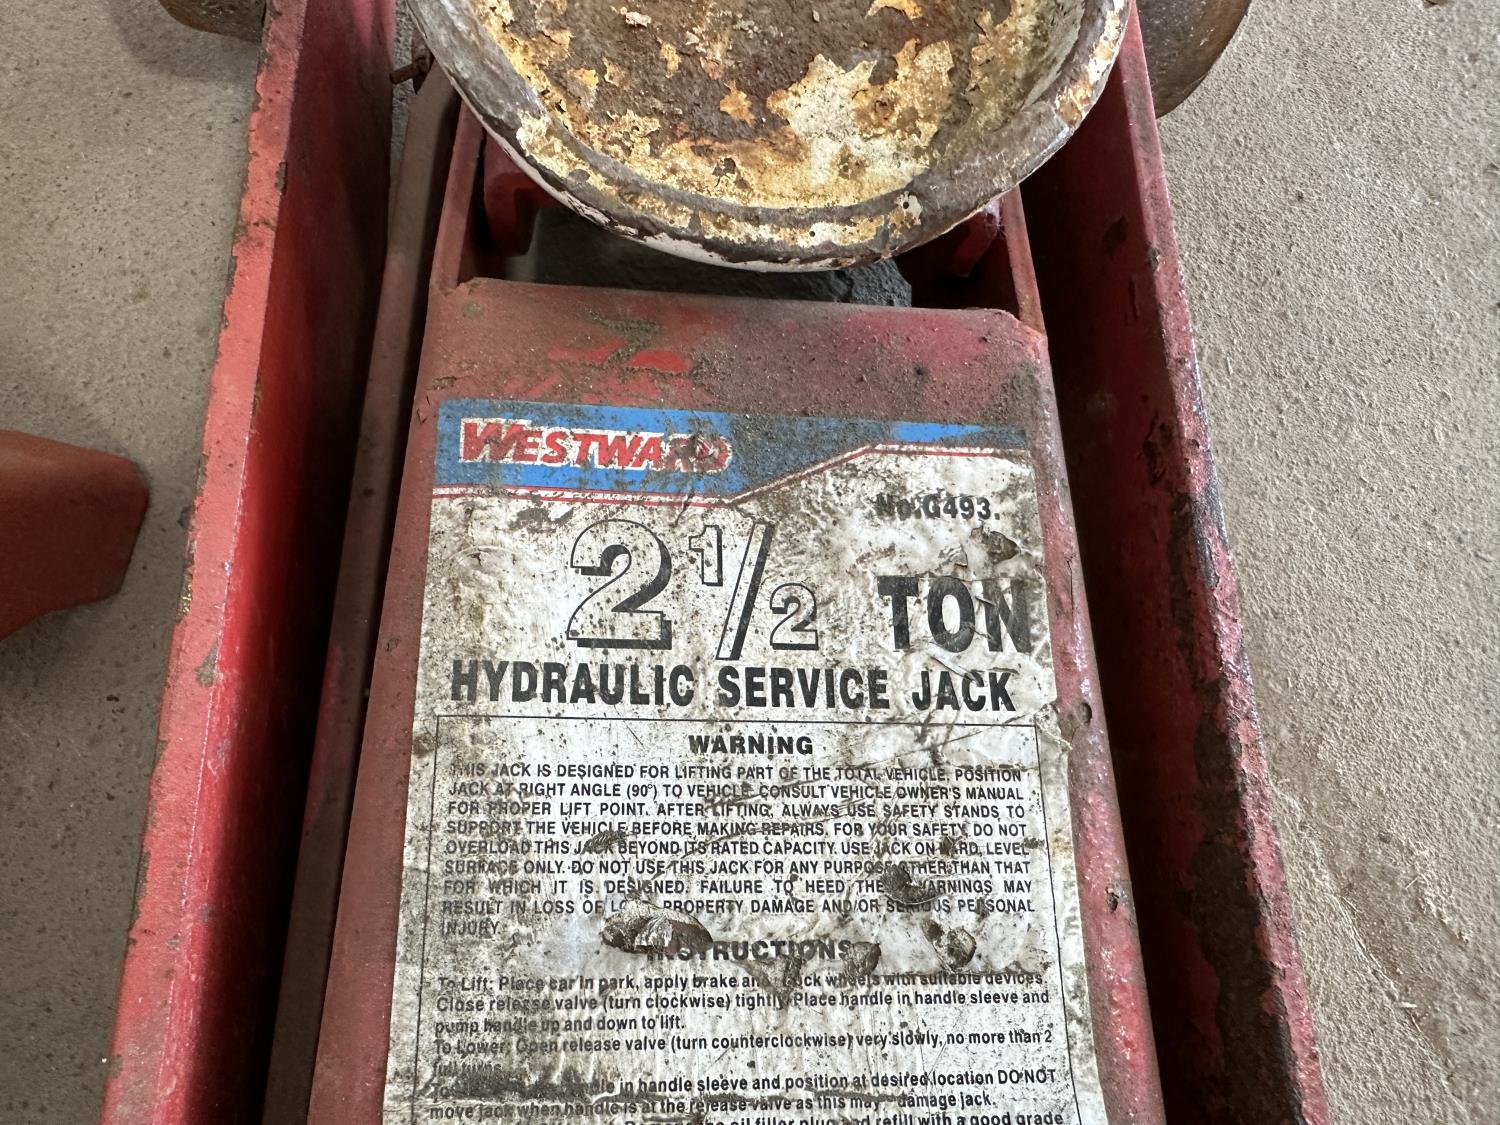 WESTWARD
No. G493.
2 1/2 TON
HYDRAULIC SERVICE JACK
WARNING
THIS JACK IS DESIGNED FOR LIFTING PART OF THE TOTAL VEHICLE, POSITION
JACK AT RIGHT ANGLE (90°) TO VEHICLE. CONSULT VEHICLE OWNER'S MANUAL
FOR PROPER LIFT POINT. AFTER LIFTING, ALWAYS USE SAFETY STANDS TO
SUPPORT THE VEHICLE BEFORE MAKING REPAIRS. FOR YOUR SAFETY, DO NOT
OVERLOAD THIS JACK BEYOND ITS RATED CAPACITY. USE JACK ON HARD, LEVEL
SURFACE ONLY. DO NOT USE THIS JACK FOR ANY PURPOSE OTHER THAN THAT
FOR WHICH IT IS DESIGNED. FAILURE TO HEED THE WARNINGS MAY
RESULT IN LOSS OF PROPERTY DAMAGE AND/OR SERIOUS PERSONAL
INJURY.
INSTRUCTIONS
To Lift: Place car in park, apply brake and wheels with suitable devices.
Close release valve (turn clockwise) tightly. Place handle in handle sleeve and
pump handle up and down to lift.
To Lower: Open release valve (turn counterclockwise) very slowly, no more than 2
full turns.
in handle sleeve and position at desired location DO NOT
move jack when handle is at the release valve as this may damage jack.
oil filler plug and refill with a good grade